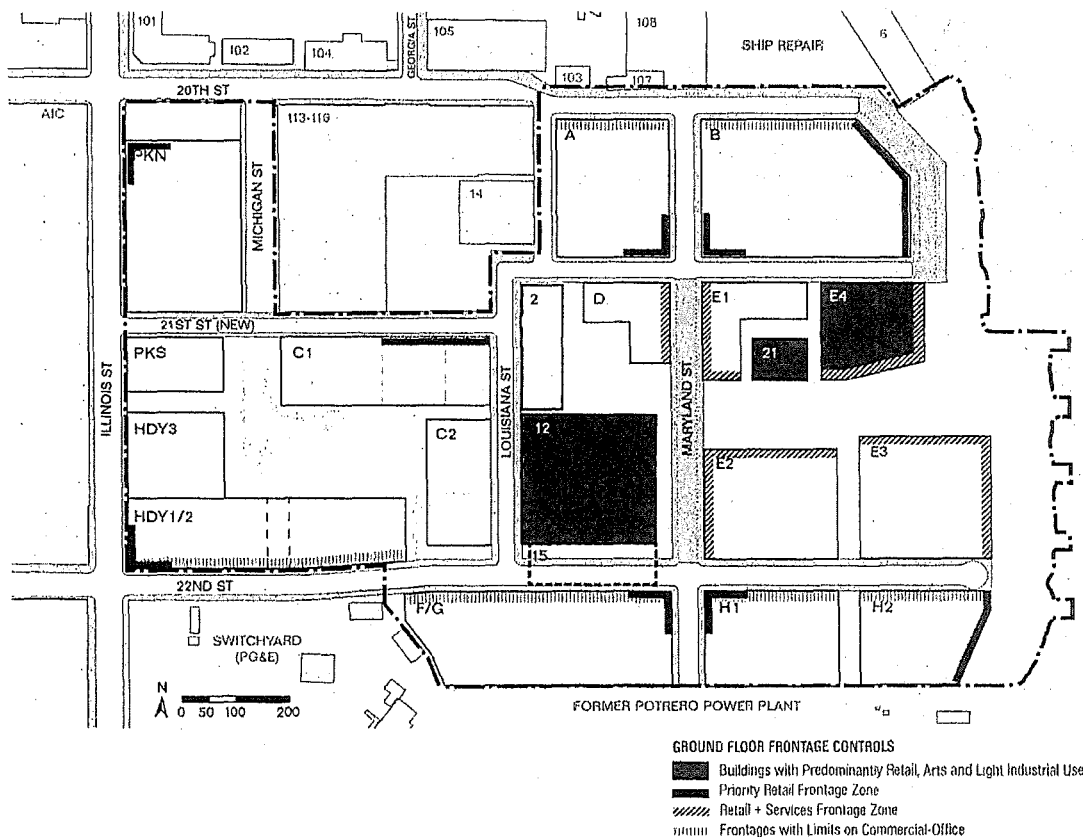 101
102
104
GEORGIA ST
105
108
103
107
SHIP REPAIR
6
20TH ST
AIC
PKN
MICHIGAN ST
113-116
14
A
B
21ST ST (NEW)
2
D
E1
E4
21
PKS
C1
ILLINOIS ST
LOUISIANA ST
MARYLAND ST.
HDY3
C2
12
E2
E3
HDY1/2
15
22ND ST
F/G
H1
H2
SWITCHYARD
(PG&E)
N
0 50 100 200
FORMER POTRERO POWER PLANT
GROUND FLOOR FRONTAGE CONTROLS
Buildings with Predominantly Retail, Arts and Light Industrial Use
Priority Retail Frontage Zone
Retail + Services Frontage Zone
Frontages with Limits on Commercial-Office